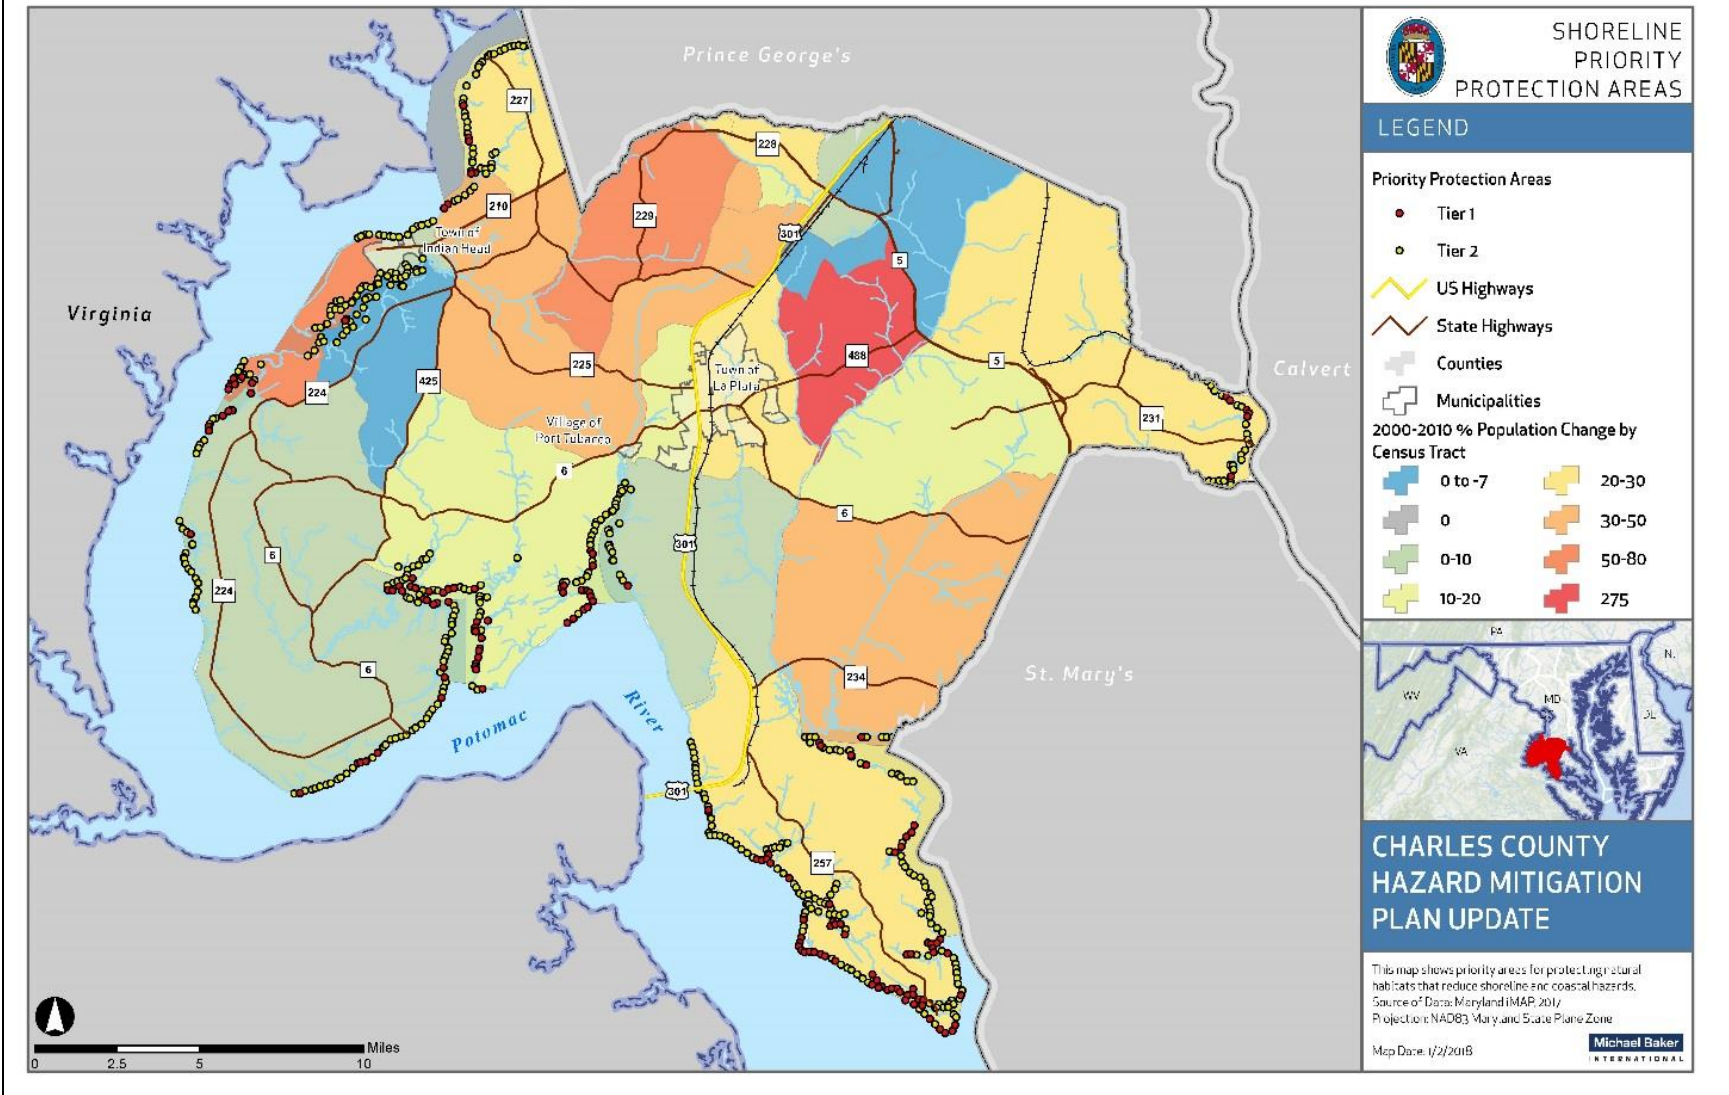 SHORELINE
PRIORITY
PROTECTION AREAS
LEGEND
Priority Protection Areas
Tier 1
Tier 2
US Highways
State Highways
Counties
Municipalities
2000-2010 % Population Change by
Census Tract
0 to -7
20-30
0
30-50
0-10
50-80
10-20
275
PA
N.
WV
MD
DE
VA
CHARLES COUNTY
HAZARD MITIGATION
PLAN UPDATE
This map shows priority areas for protecting natural
habitats that reduce shoreline and coastal hazards.
Source of Data: Maryland iMAP, 2017
Projection: NAD83 Maryland State Plane Zone
Map Date: 1/2/2018
Michael Baker
INTERNATIONAL
Prince George's
227
228
210
229
Town of
Indian Head
301
5
Virginia
488
5
225
Town of
La Plata
Calvert
224
425
231
Village of
Port Tobacco
6
6
301
6
224
6
234
St. Mary's
Potomac
River
301
257
Miles
0
2.5
5
10